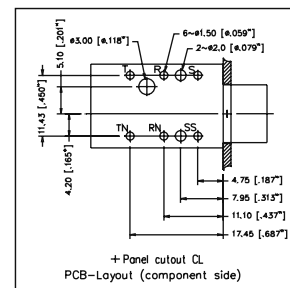 ø3.00 [ø.118"]
6-ø1.50 [ø.059"]
2-ø2.0 [ø.079"]
5.10 [.201"]
11.43 [.450"]
4.20 [.165"]
T R S
TN RN SS
4.75 [.187"]
7.95 [.313"]
11.10 [.437"]
17.45 [.687"]
+ Panel cutout CL
PCB-Layout (component side)